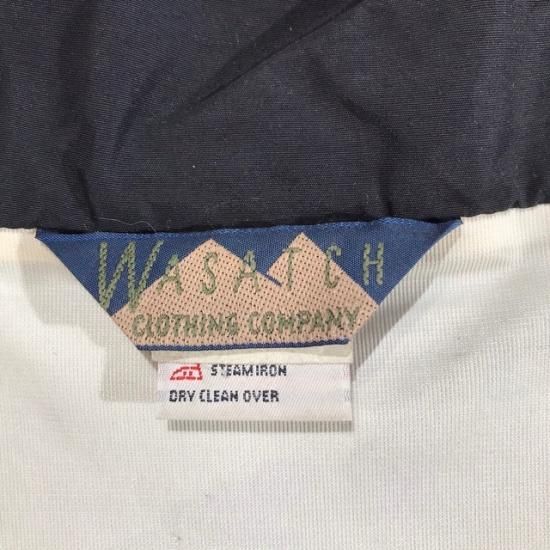 WASATCH
CLOTHING COMPANY
STEAM IRON
DRY CLEAN
OVER